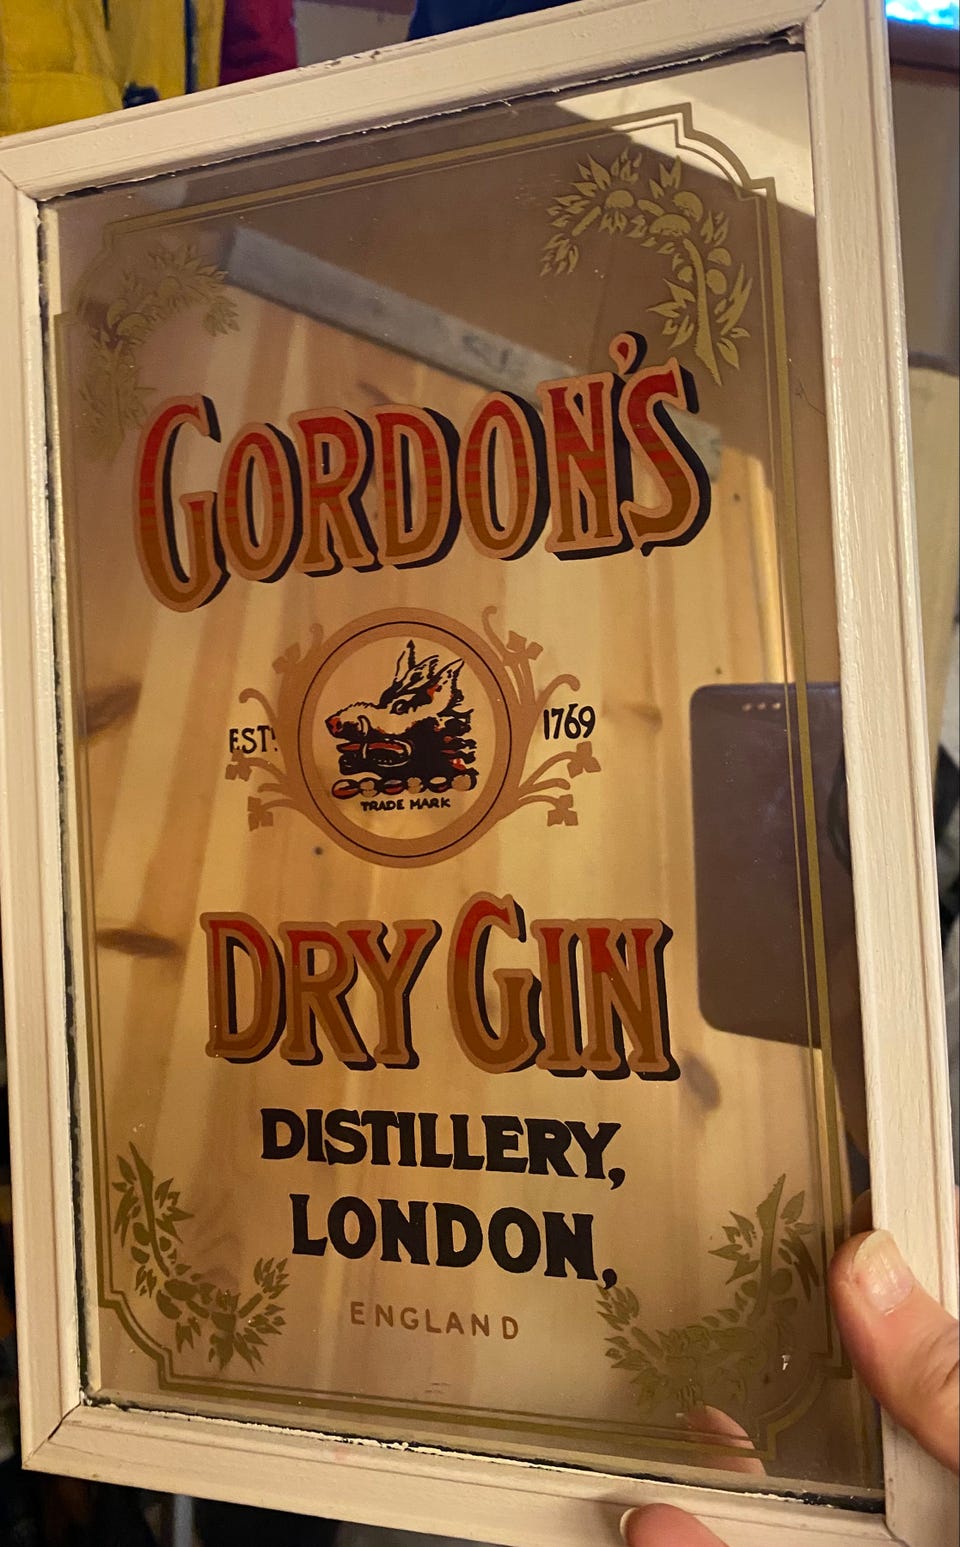 GORDON'S
EST. 1769
TRADE MARK
DRY GIN
DISTILLERY,
LONDON,
ENGLAND